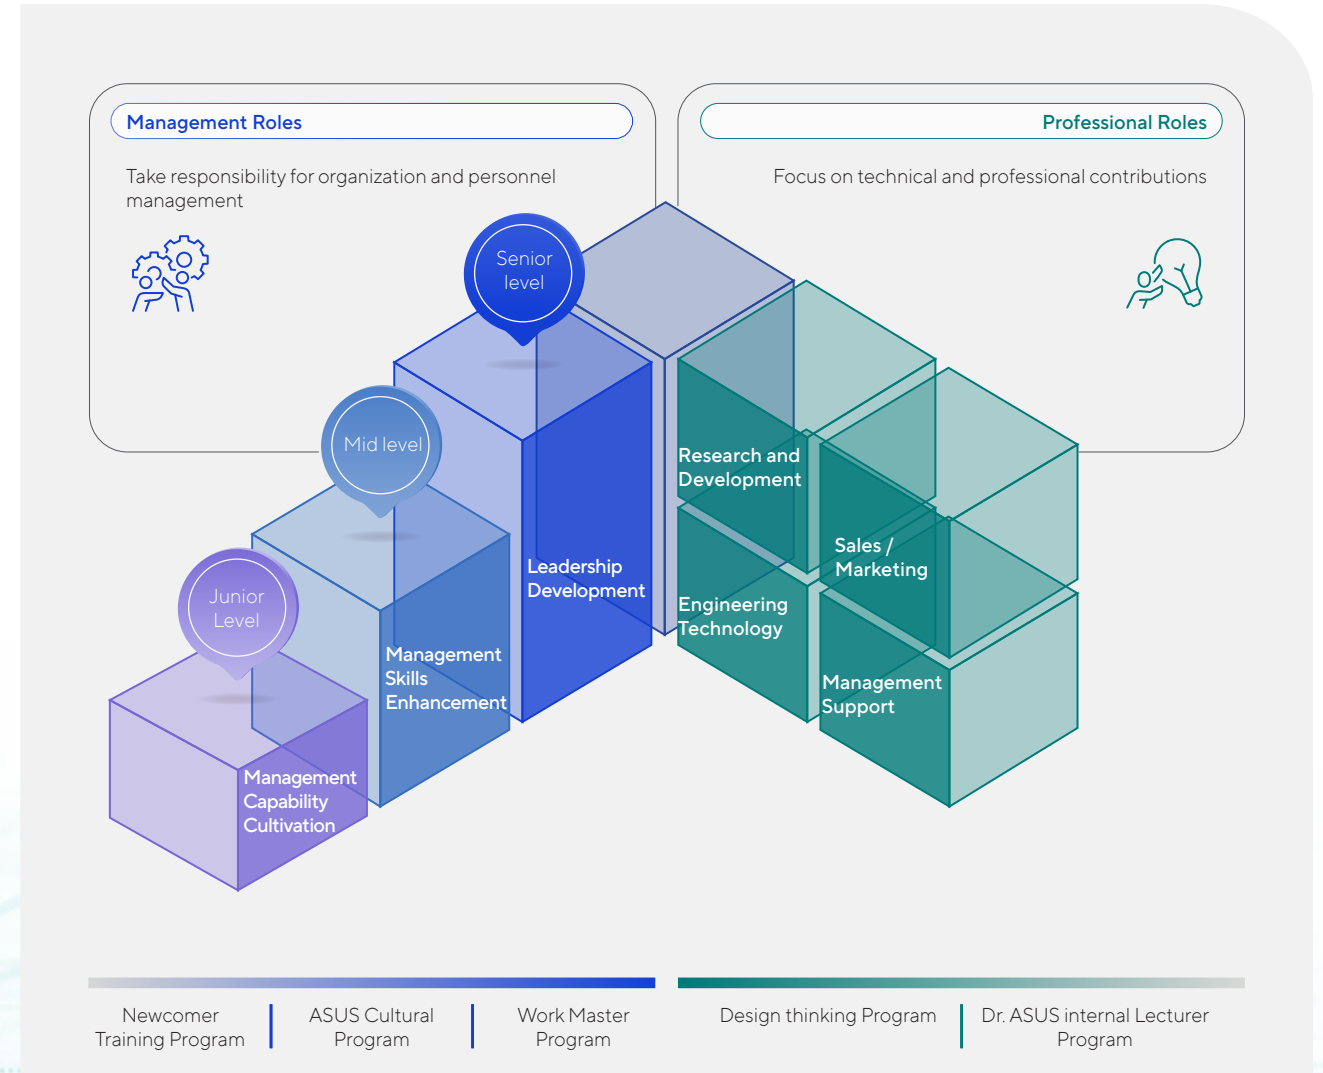 Management Roles
Take responsibility for organization and personnel
management
Professional Roles
Focus on technical and professional contributions
Senior
level
Mid level
Junior
Level
Leadership
Development
Management
Skills
Enhancement
Management
Capability
Cultivation
Research and
Development
Engineering
Technology
Sales /
Marketing
Management
Support
Newcomer
Training Program
ASUS Cultural
Program
Work Master
Program
Design thinking Program
Dr. ASUS internal Lecturer
Program